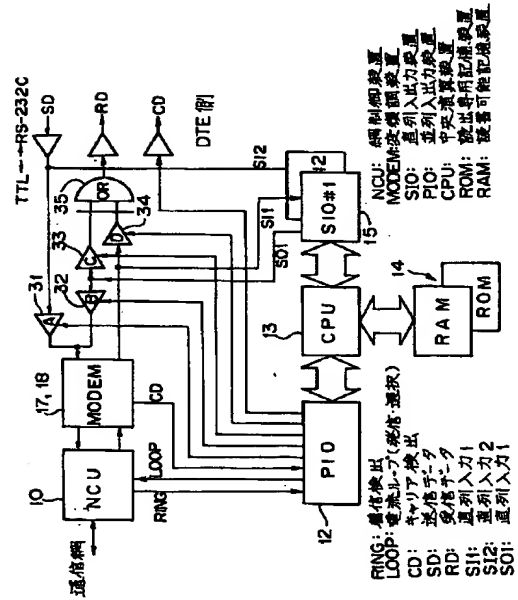 TTL←→RS-232C
SD
RD
CD
DTE側
31
A
32
B
33
C
34
D
35
OR
17,18
MODEM
10
NCU
通信網
CD
LOOP
RING
SO1
SI1
SI2
#2
SIO#1
15
13
CPU
12
PIO
14
RAM
ROM
RING: 着信検出
LOOP: 電流ループ(発信・選択)
CD: キャリア検出
SD: 送信データ
RD: 受信データ
SI1: 直列入力1
SI2: 直列入力2
SO1: 直列出力1
NCU: 網制御装置
MODEM: 変復調装置
SIO: 直列入出力装置
PIO: 並列入出力装置
CPU: 中央演算装置
ROM: 読出専用記憶装置
RAM: 読書可能記憶装置